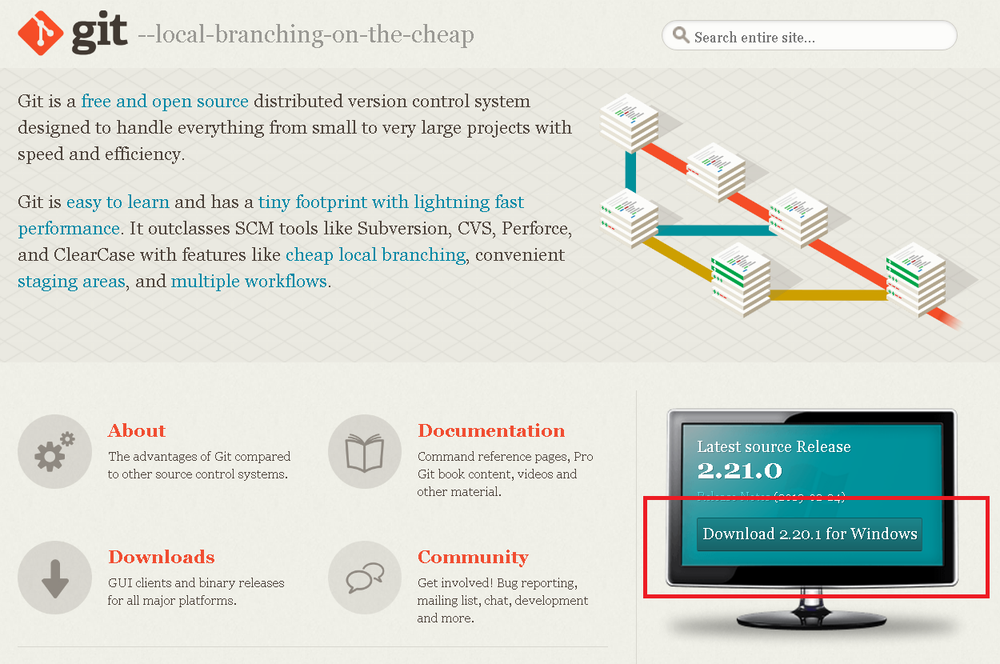 git --local-branching-on-the-cheap
Search entire site...
Git is a free and open source distributed version control system
designed to handle everything from small to very large projects with
speed and efficiency.
Git is easy to learn and has a tiny footprint with lightning fast
performance. It outclasses SCM tools like Subversion, CVS, Perforce,
and ClearCase with features like cheap local branching, convenient
staging areas, and multiple workflows.
About
The advantages of Git compared
to other source control systems.
Documentation
Command reference pages, Pro
Git book content, videos and
other material.
Downloads
GUI clients and binary releases
for all major platforms.
Community
Get involved! Bug reporting,
mailing list, chat, development
and more.
Latest source Release
2.21.0
Release Notes (2019-02-24)
Download 2.20.1 for Windows